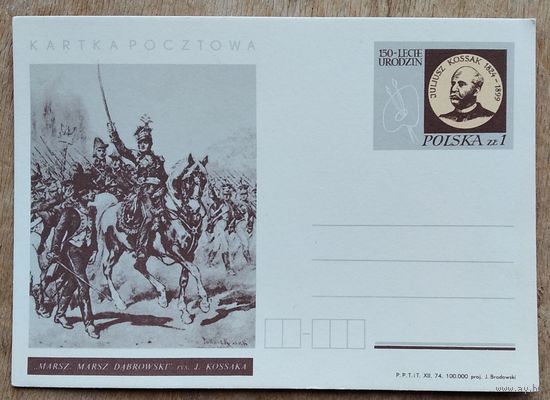 KARTKA POCZTOWA
150-LECIE
URODZIN
JULIUSZ KOSSAK 1824-1899
POLSKA ZŁ 1
„MARSZ, MARSZ DĄBROWSKI" RYS. J. KOSSAKA
P.P.T. i T. XII. 74. 100.000 proj. J. Brodowski